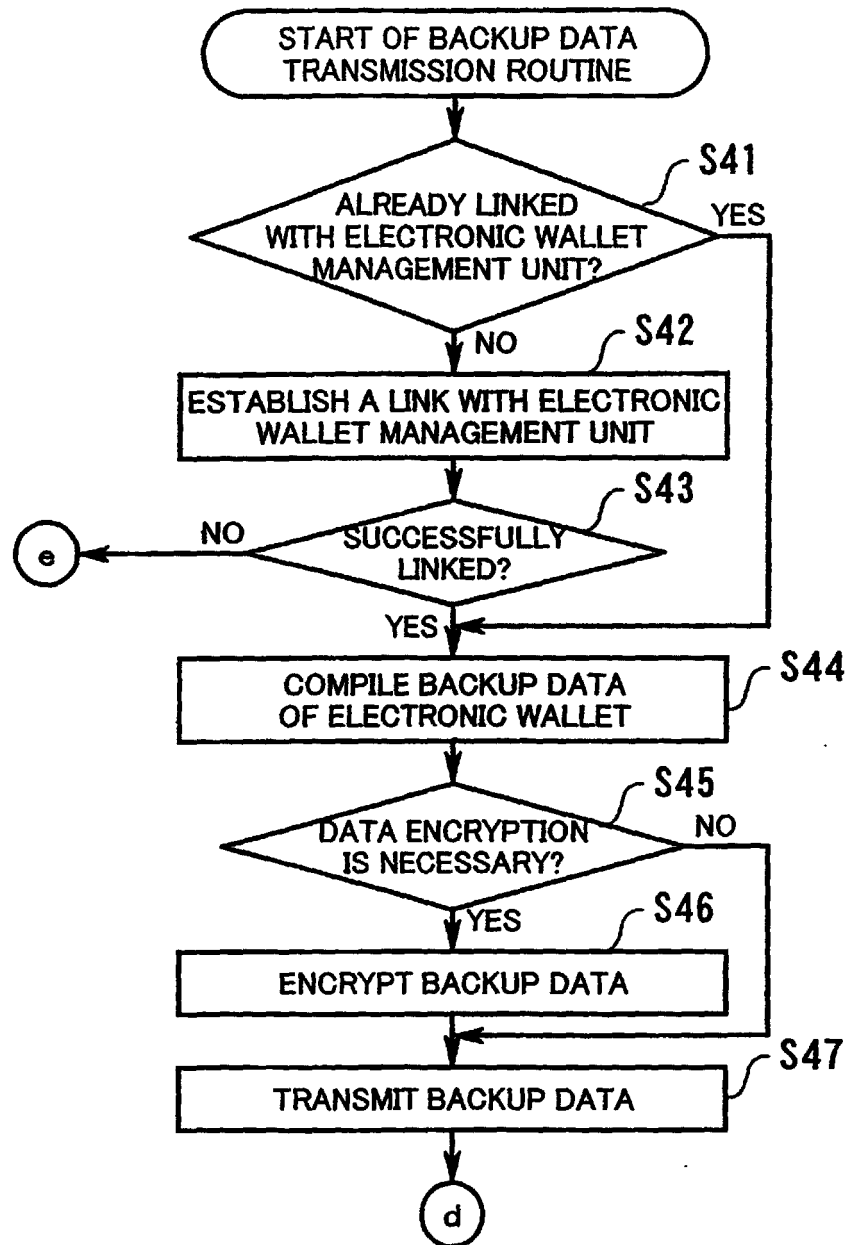 START OF BACKUP DATA
TRANSMISSION ROUTINE
S41
ALREADY LINKED
WITH ELECTRONIC WALLET
MANAGEMENT UNIT?
YES
NO
S42
ESTABLISH A LINK WITH ELECTRONIC
WALLET MANAGEMENT UNIT
S43
SUCCESSFULLY
LINKED?
NO
e
YES
S44
COMPILE BACKUP DATA
OF ELECTRONIC WALLET
S45
DATA ENCRYPTION
IS NECESSARY?
NO
YES
S46
ENCRYPT BACKUP DATA
S47
TRANSMIT BACKUP DATA
d